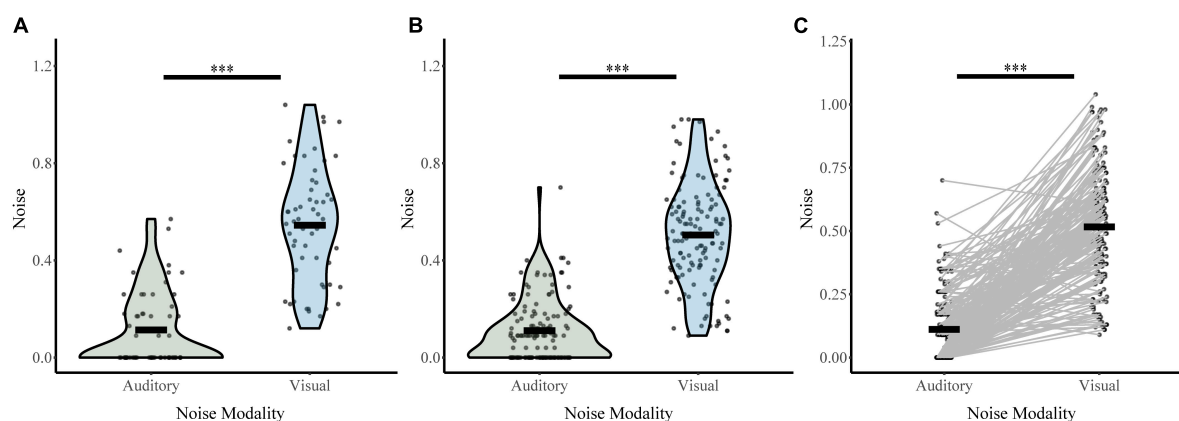 A
Noise
1.2
0.8
0.4
0.0
***
Auditory
Visual
Noise Modality
B
Noise
1.2
0.8
0.4
0.0
***
Auditory
Visual
Noise Modality
C
Noise
1.25
1.00
0.75
0.50
0.25
0.00
***
Auditory
Visual
Noise Modality